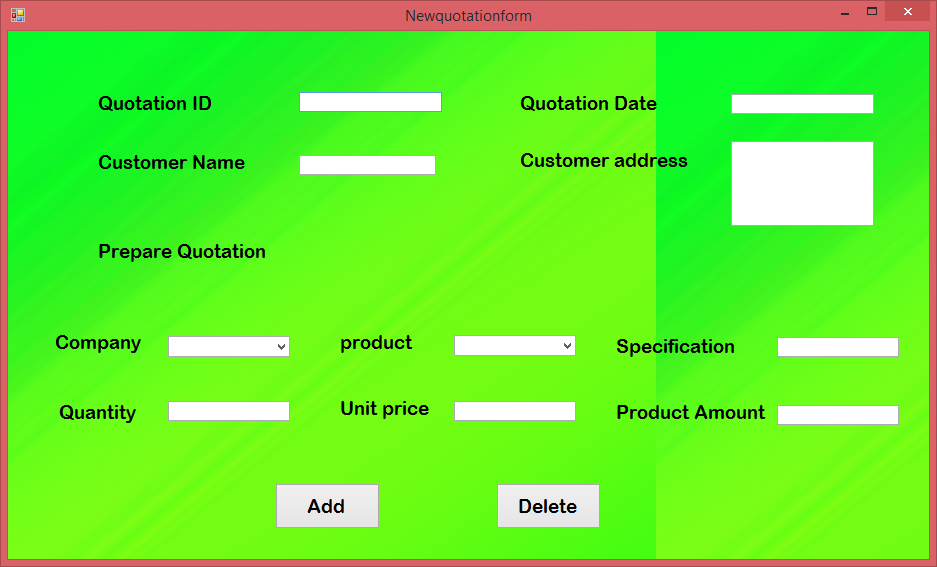 Newquotationform
Quotation ID
Quotation Date
Customer Name
Customer address
Prepare Quotation
Company
product
Specification
Quantity
Unit price
Product Amount
Add
Delete